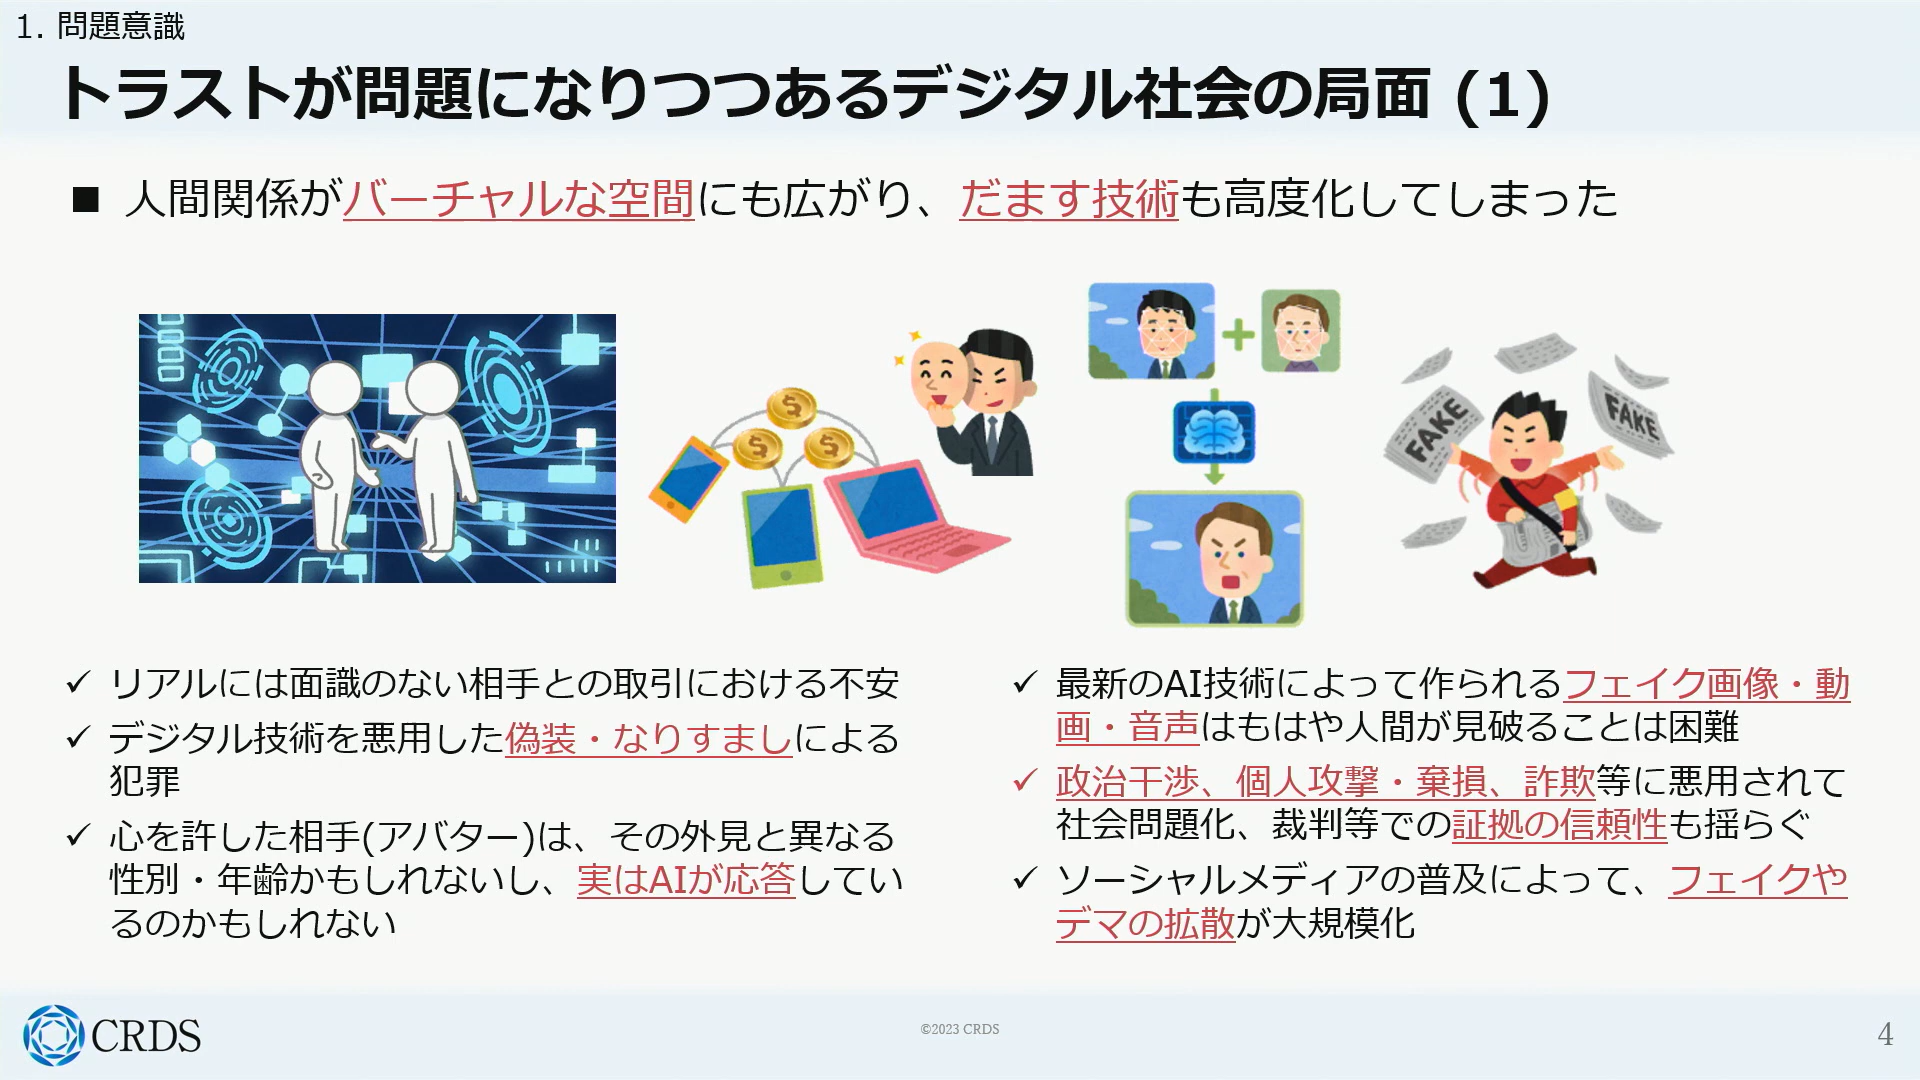 1. 問題意識
トラストが問題になりつつあるデジタル社会の局面 (1)
■ 人間関係がバーチャルな空間にも広がり、だます技術も高度化してしまった
FAKE
FAKE
✓ リアルには面識のない相手との取引における不安
✓ デジタル技術を悪用した偽装・なりすましによる
犯罪
✓ 心を許した相手(アバター)は、その外見と異なる
性別・年齢かもしれないし、実はAIが応答してい
るのかもしれない
✓ 最新のAI技術によって作られるフェイク画像・動
画・音声はもはや人間が見破ることは困難
✓ 政治干渉、個人攻撃・棄損、詐欺等に悪用されて
社会問題化、裁判等での証拠の信頼性も揺らぐ
✓ ソーシャルメディアの普及によって、フェイクや
デマの拡散が大規模化
CRDS
©2023 CRDS
4